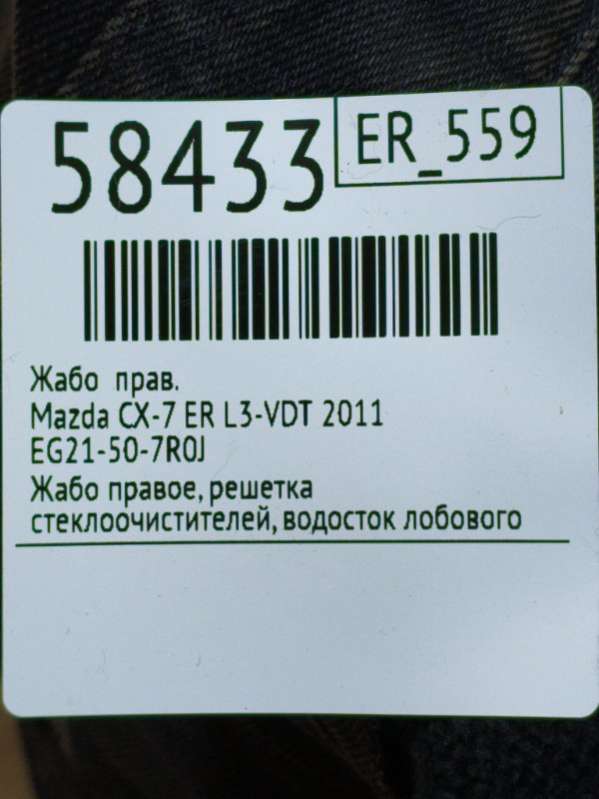 58433
ER_559
Жабо прав.
Mazda CX-7 ER L3-VDT 2011
EG21-50-7R0J
Жабо правое, решетка
стеклоочистителей, водосток лобового